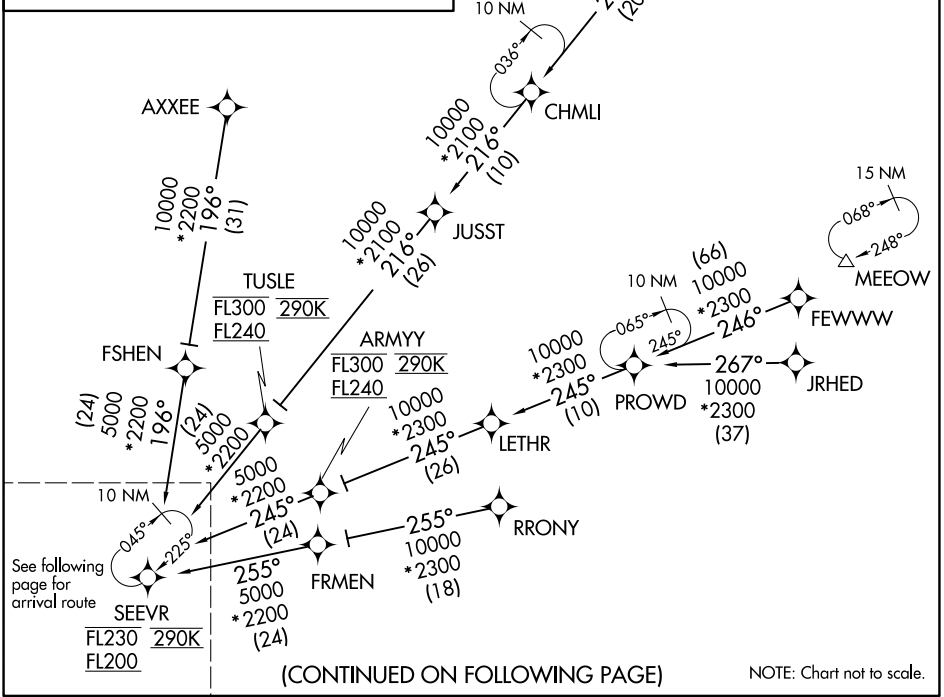 10 NM
036°
CHMLI
10000
*2100
216°
(10)
AXXEE
10000
*2200
196°
(31)
JUSST
10000
*2100
216°
(26)
15 NM
068°
248°
MEEOW
(66)
10000
*2300
246°
FEWWW
TUSLE
FL300 290K
FL240
10 NM
065°
245°
PROWD
267°
10000
*2300
(37)
JRHED
ARMYY
FL300 290K
FL240
10000
*2300
245°
(10)
LETHR
FSHEN
(24)
5000
*2200
196°
(24)
5000
*2200
10000
*2300
245°
(26)
5000
*2200
245°
(24)
RRONY
255°
10000
*2300
(18)
FRMEN
255°
5000
*2200
(24)
10 NM
045°
225°
See following
page for
arrival route
SEEVR
FL230 290K
FL200
(CONTINUED ON FOLLOWING PAGE)
NOTE: Chart not to scale.